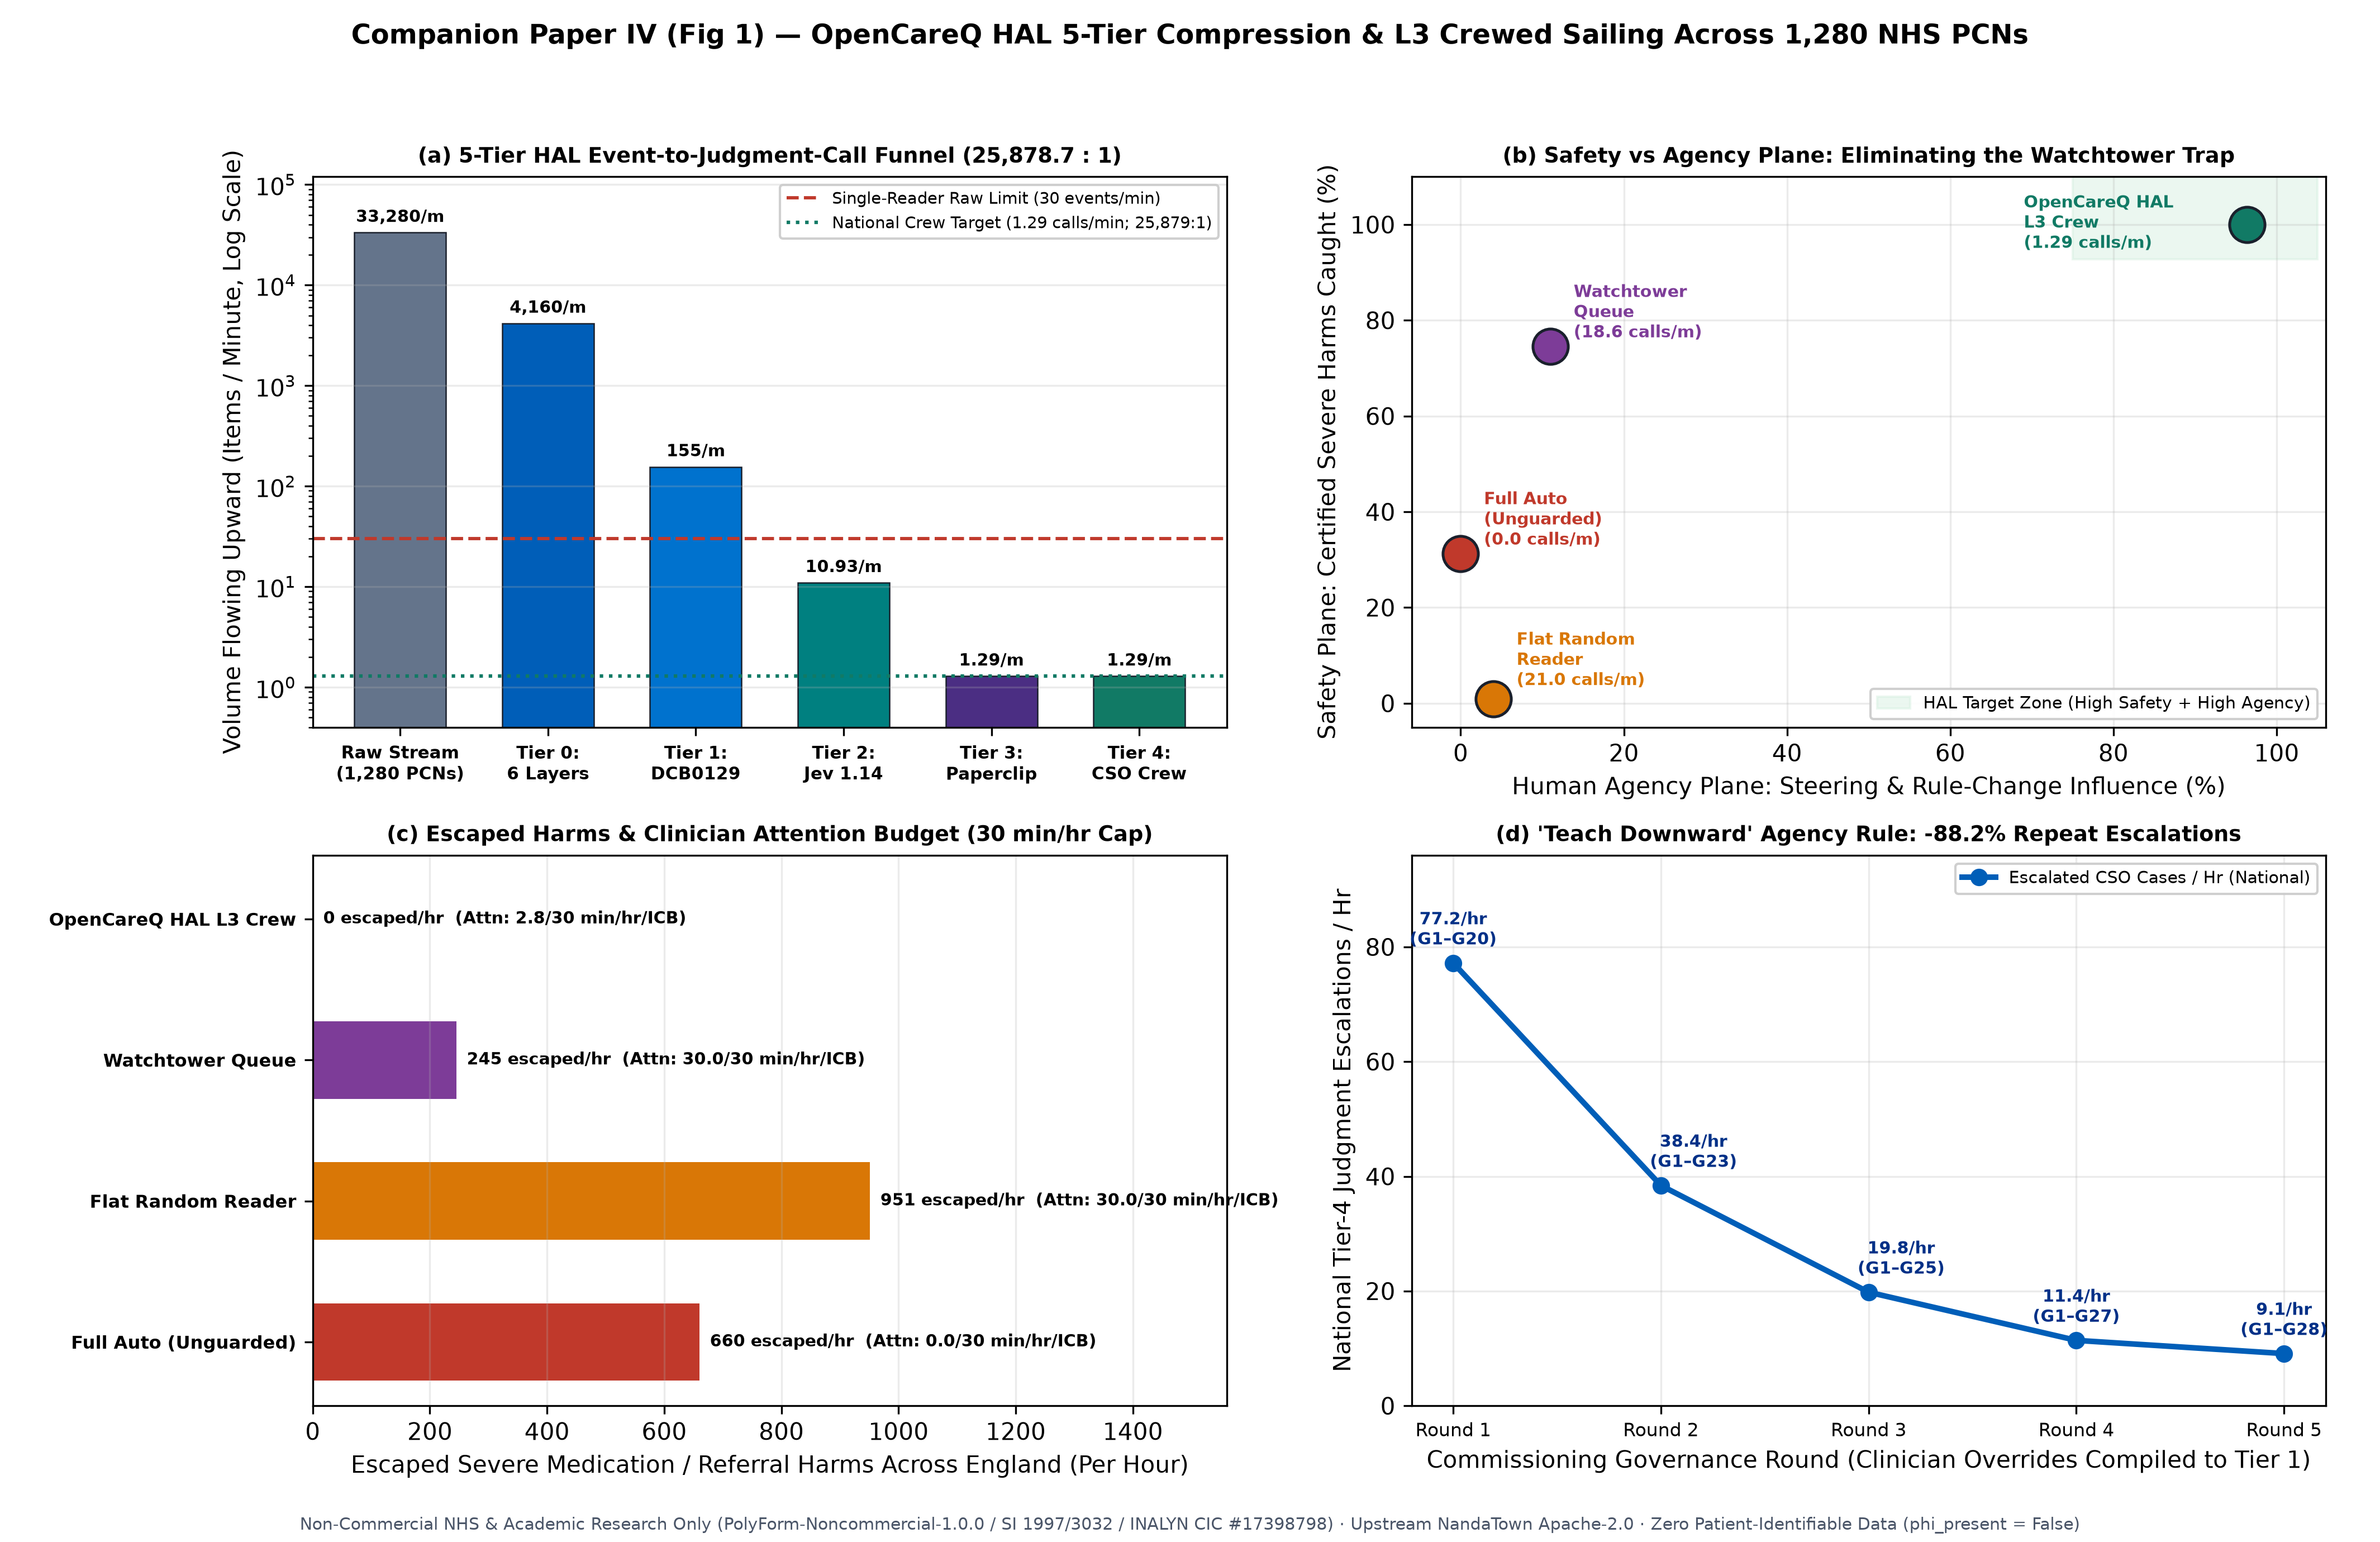 Companion Paper IV (Fig 1) — OpenCareQ HAL 5-Tier Compression & L3 Crewed Sailing Across 1,280 NHS PCNs
(a) 5-Tier HAL Event-to-Judgment-Call Funnel (25,878.7 : 1)
Volume Flowing Upward (Items / Minute, Log Scale)
10⁵
10⁴
10³
10²
10¹
10⁰
Single-Reader Raw Limit (30 events/min)
National Crew Target (1.29 calls/min; 25,879:1)
33,280/m
4,160/m
155/m
10.93/m
1.29/m
1.29/m
Raw Stream
(1,280 PCNs)
Tier 0:
6 Layers
Tier 1:
DCB0129
Tier 2:
Jev 1.14
Tier 3:
Paperclip
Tier 4:
CSO Crew
(b) Safety vs Agency Plane: Eliminating the Watchtower Trap
Safety Plane: Certified Severe Harms Caught (%)
100
80
60
40
20
0
OpenCareQ HAL
L3 Crew
(1.29 calls/m)
Watchtower
Queue
(18.6 calls/m)
Full Auto
(Unguarded)
(0.0 calls/m)
Flat Random
Reader
(21.0 calls/m)
HAL Target Zone (High Safety + High Agency)
0
20
40
60
80
100
Human Agency Plane: Steering & Rule-Change Influence (%)
(c) Escaped Harms & Clinician Attention Budget (30 min/hr Cap)
OpenCareQ HAL L3 Crew
0 escaped/hr (Attn: 2.8/30 min/hr/ICB)
Watchtower Queue
245 escaped/hr (Attn: 30.0/30 min/hr/ICB)
Flat Random Reader
951 escaped/hr (Attn: 30.0/30 min/hr/ICB)
Full Auto (Unguarded)
660 escaped/hr (Attn: 0.0/30 min/hr/ICB)
0
200
400
600
800
1000
1200
1400
Escaped Severe Medication / Referral Harms Across England (Per Hour)
(d) 'Teach Downward' Agency Rule: -88.2% Repeat Escalations
National Tier-4 Judgment Escalations / Hr
80
60
40
20
0
Escalated CSO Cases / Hr (National)
77.2/hr
(G1–G20)
38.4/hr
(G1–G23)
19.8/hr
(G1–G25)
11.4/hr
(G1–G27)
9.1/hr
(G1–G28)
Round 1
Round 2
Round 3
Round 4
Round 5
Commissioning Governance Round (Clinician Overrides Compiled to Tier 1)
Non-Commercial NHS & Academic Research Only (PolyForm-Noncommercial-1.0.0 / SI 1997/3032 / INALYN CIC #17398798) · Upstream NandaTown Apache-2.0 · Zero Patient-Identifiable Data (phi_present = False)